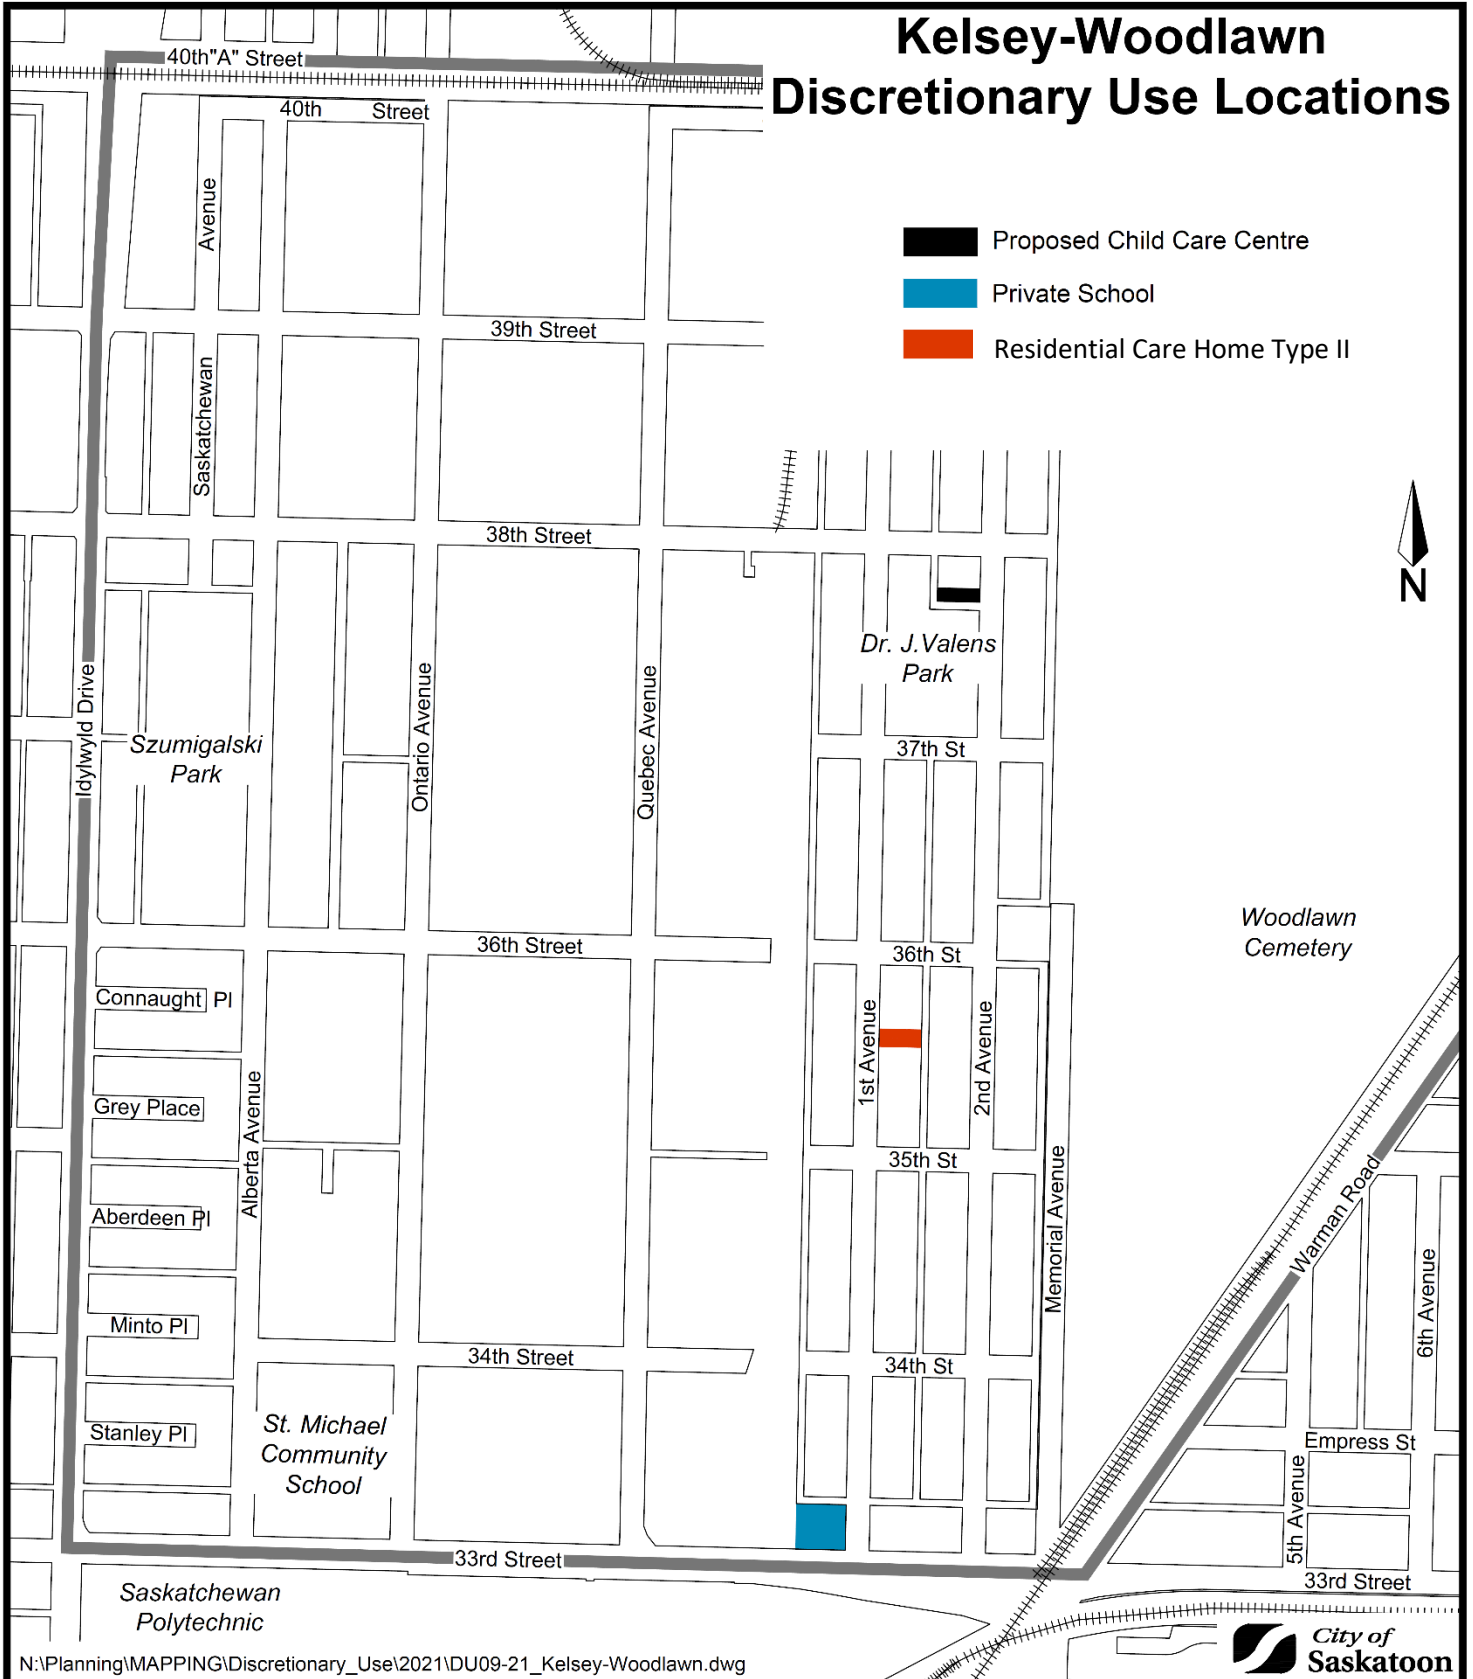 Kelsey-Woodlawn
Discretionary Use Locations
40th"A" Street
40th Street
Proposed Child Care Centre
Private School
Residential Care Home Type II
Avenue
Saskatchewan
39th Street
38th Street
N
Dr. J.Valens
Park
Idylwyld Drive
Szumigalski
Park
Ontario Avenue
Quebec Avenue
37th St
Woodlawn
Cemetery
36th Street
36th St
Connaught Pl
1st Avenue
2nd Avenue
Grey Place
Alberta Avenue
35th St
Aberdeen Pl
Memorial Avenue
Warman Road
Minto Pl
6th Avenue
34th Street
34th St
Stanley Pl
St. Michael
Community
School
Empress St
5th Avenue
33rd Street
33rd Street
Saskatchewan
Polytechnic
City of
Saskatoon
N:\Planning\MAPPING\Discretionary_Use\2021\DU09-21_Kelsey-Woodlawn.dwg